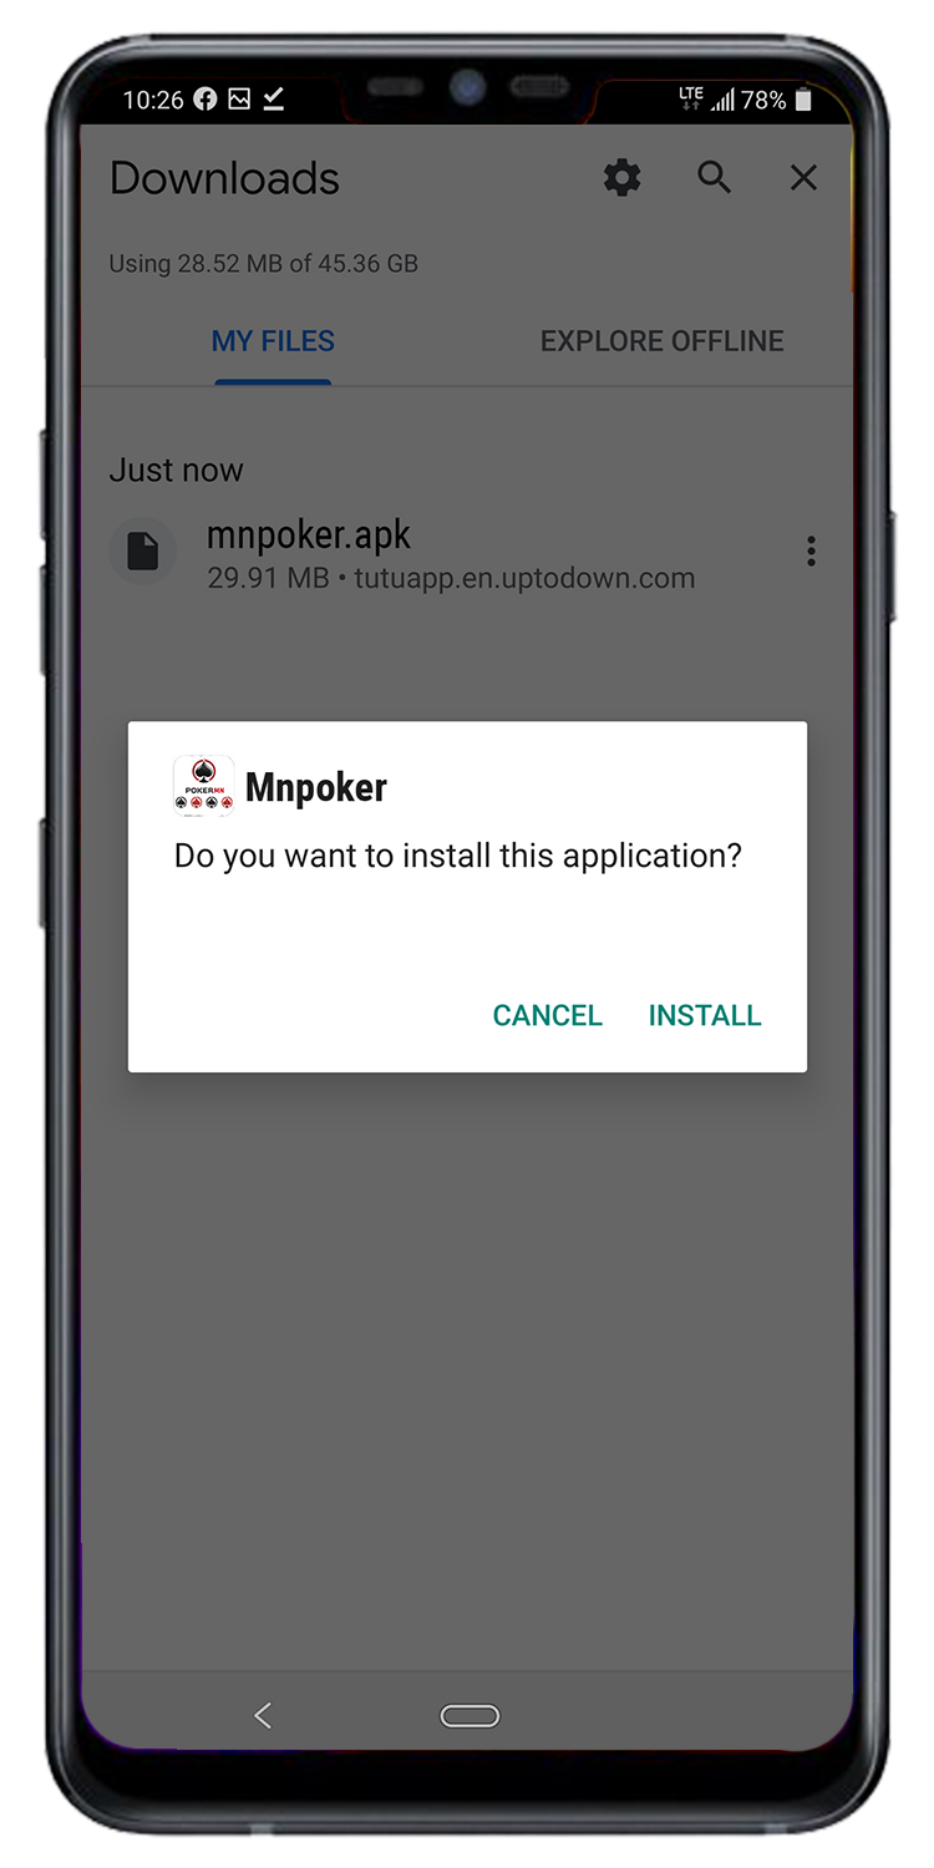 10:26 LTE 78%
Downloads
Using 28.52 MB of 45.36 GB
MY FILES EXPLORE OFFLINE
Just now
mnpoker.apk
29.91 MB • tutuapp.en.uptodown.com
POKERMN
Mnpoker
Do you want to install this application?
CANCEL INSTALL